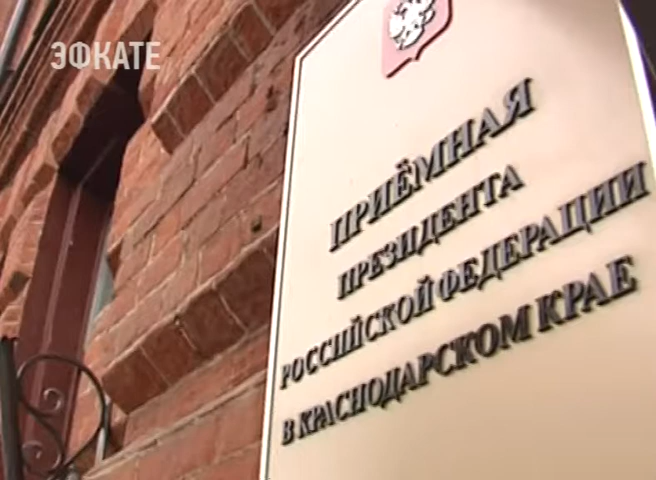 ЭФКАТЕ
ПРИЁМНАЯ
ПРЕЗИДЕНТА
РОССИЙСКОЙ ФЕДЕРАЦИИ
В КРАСНОДАРСКОМ КРАЕ